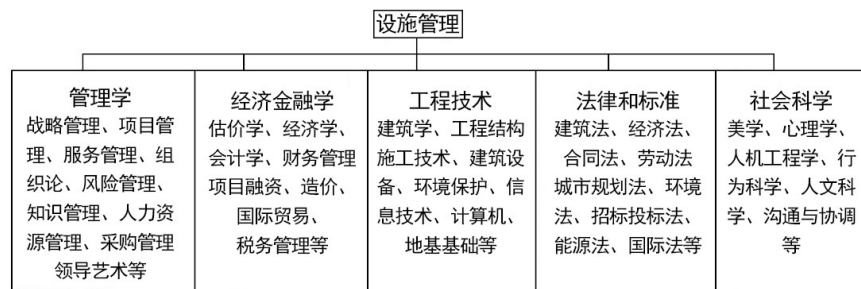 设施管理
管理学
战略管理、项目管
理、服务管理、组
织论、风险管理、
知识管理、人力资
源管理、采购管理
领导艺术等
经济金融学
估价学、经济学、
会计学、财务管理
项目融资、造价、
国际贸易、
税务管理等
工程技术
建筑学、工程结构
施工技术、建筑设
备、环境保护、信
息技术、计算机、
地基基础等
法律和标准
建筑法、经济法、
合同法、劳动法
城市规划法、环境
法、招标投标法、
能源法、国际法等
社会科学
美学、心理学、
人机工程学、行
为科学、人文科
学、沟通与协调
等